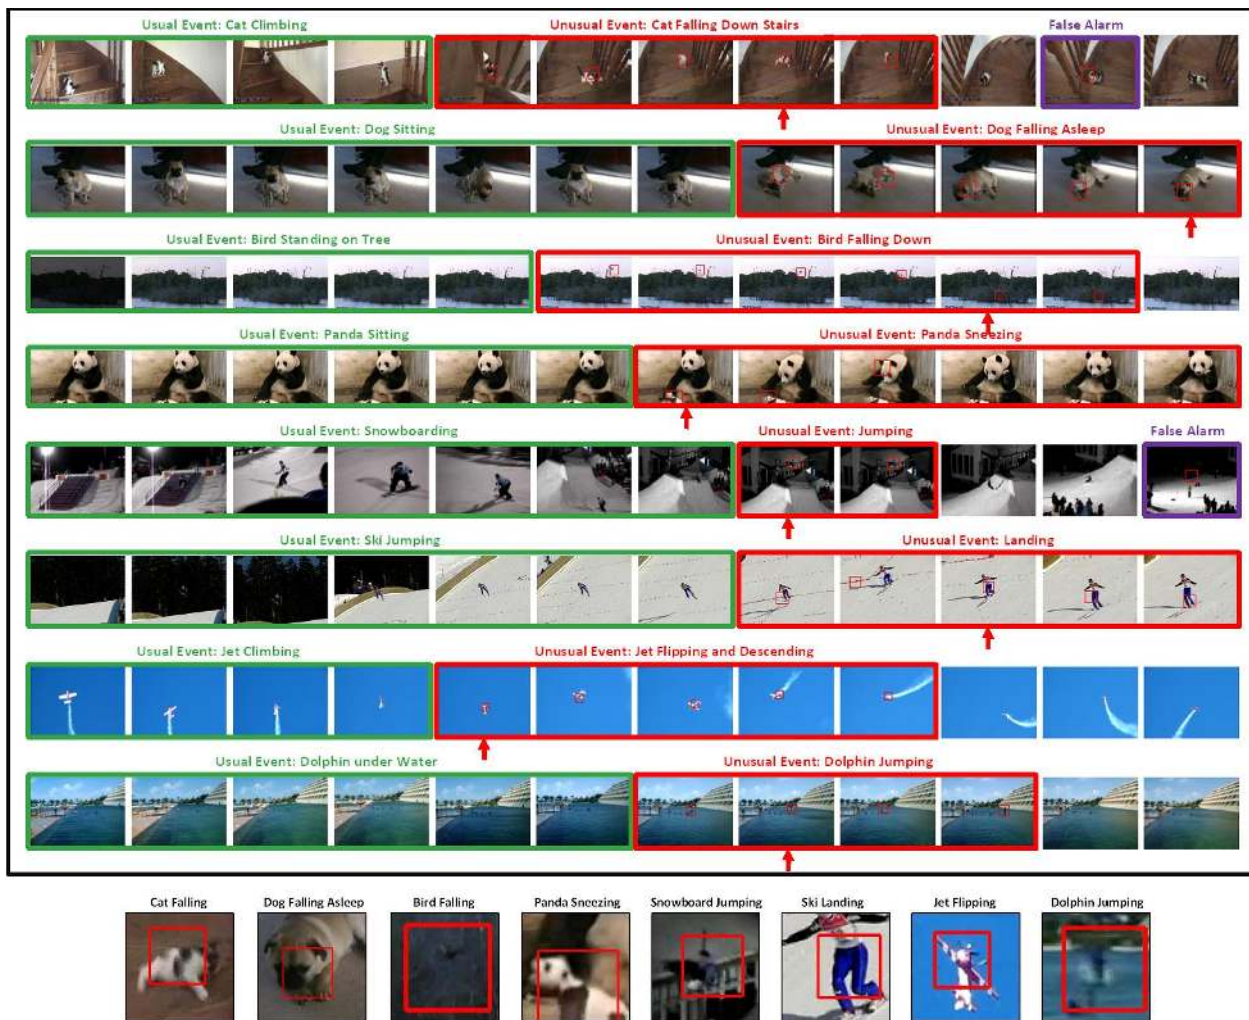 Usual Event: Cat Climbing Unusual Event: Cat Falling Down Stairs False Alarm
Usual Event: Dog Sitting Unusual Event: Dog Falling Asleep
Usual Event: Bird Standing on Tree Unusual Event: Bird Falling Down
Usual Event: Panda Sitting Unusual Event: Panda Sneezing
Usual Event: Snowboarding Unusual Event: Jumping False Alarm
Usual Event: Ski Jumping Unusual Event: Landing
Usual Event: Jet Climbing Unusual Event: Jet Flipping and Descending
Usual Event: Dolphin under Water Unusual Event: Dolphin Jumping
Cat Falling Dog Falling Asleep Bird Falling Panda Sneezing Snowboard Jumping Ski Landing Jet Flipping Dolphin Jumping